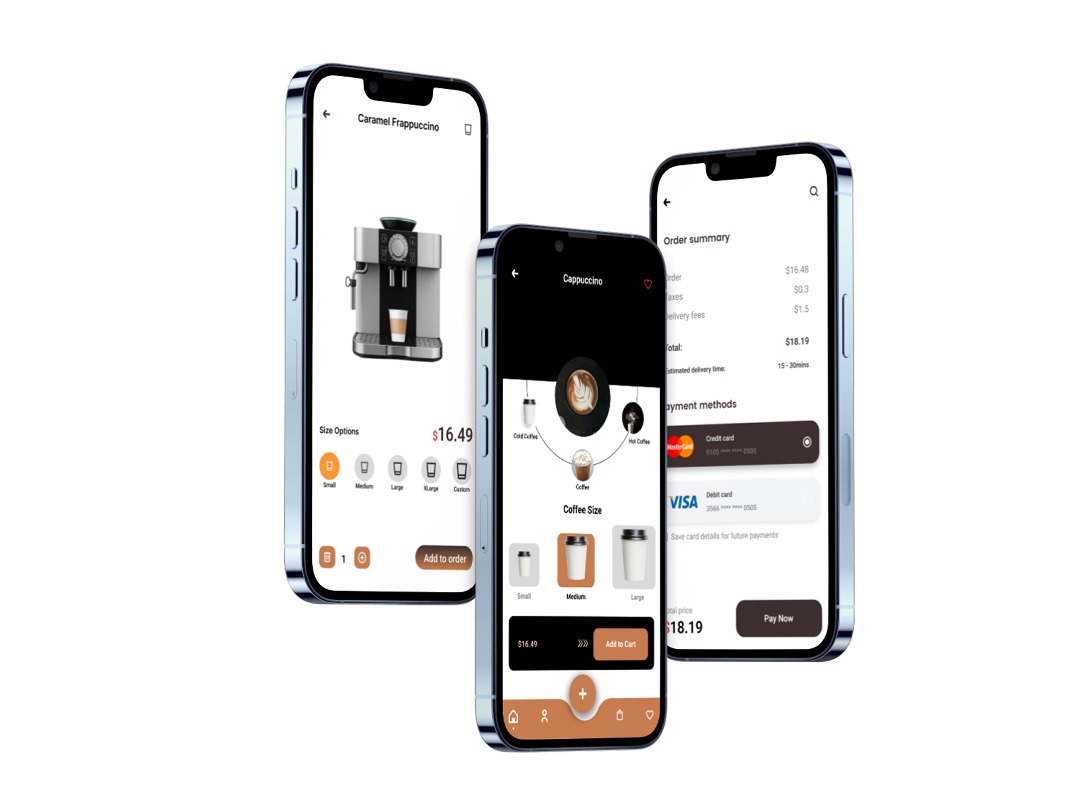 Caramel Frappuccino
Size Options
$16.49
Small
Medium
Large
XLarge
Custom
1
Add to order
Cappuccino
Cold Coffee
Hot Coffee
Coffee
Coffee Size
Small
Medium
Large
$16.49
Add to Cart
Order summary
rder $16.48
axes $0.3
elivery fees $1.5
otal: $18.19
stimated delivery time: 15 - 30mins
ayment methods
MasterCard
Credit card
5105 **** **** 0505
VISA
Debit card
3566 **** **** 0505
Save card details for future payments
otal price
$18.19
Pay Now